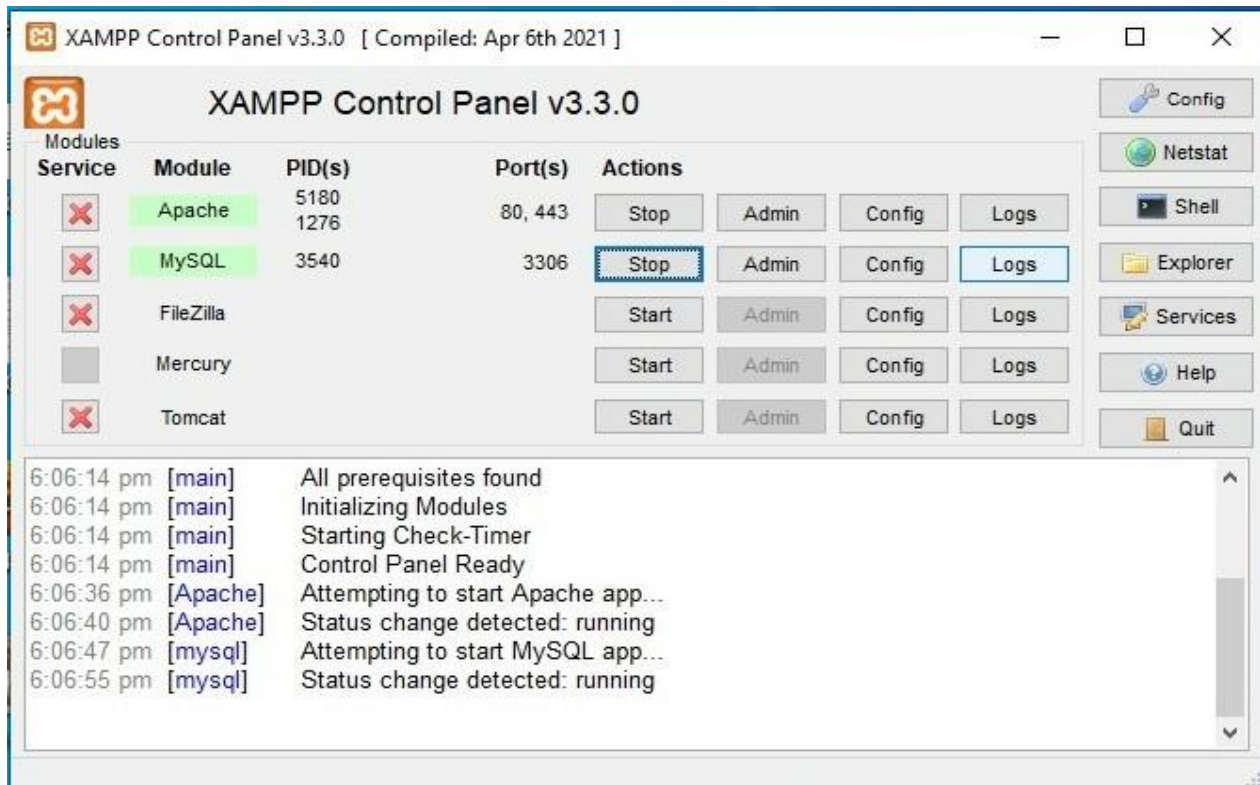 XAMPP Control Panel v3.3.0 [ Compiled: Apr 6th 2021 ]
XAMPP Control Panel v3.3.0
Modules
Service Module PID(s) Port(s) Actions
Apache 5180 1276 80, 443 Stop Admin Config Logs
MySQL 3540 3306 Stop Admin Config Logs
FileZilla Start Admin Config Logs
Mercury Start Admin Config Logs
Tomcat Start Admin Config Logs
Config
Netstat
Shell
Explorer
Services
Help
Quit
6:06:14 pm [main] All prerequisites found
6:06:14 pm [main] Initializing Modules
6:06:14 pm [main] Starting Check-Timer
6:06:14 pm [main] Control Panel Ready
6:06:36 pm [Apache] Attempting to start Apache app...
6:06:40 pm [Apache] Status change detected: running
6:06:47 pm [mysql] Attempting to start MySQL app...
6:06:55 pm [mysql] Status change detected: running